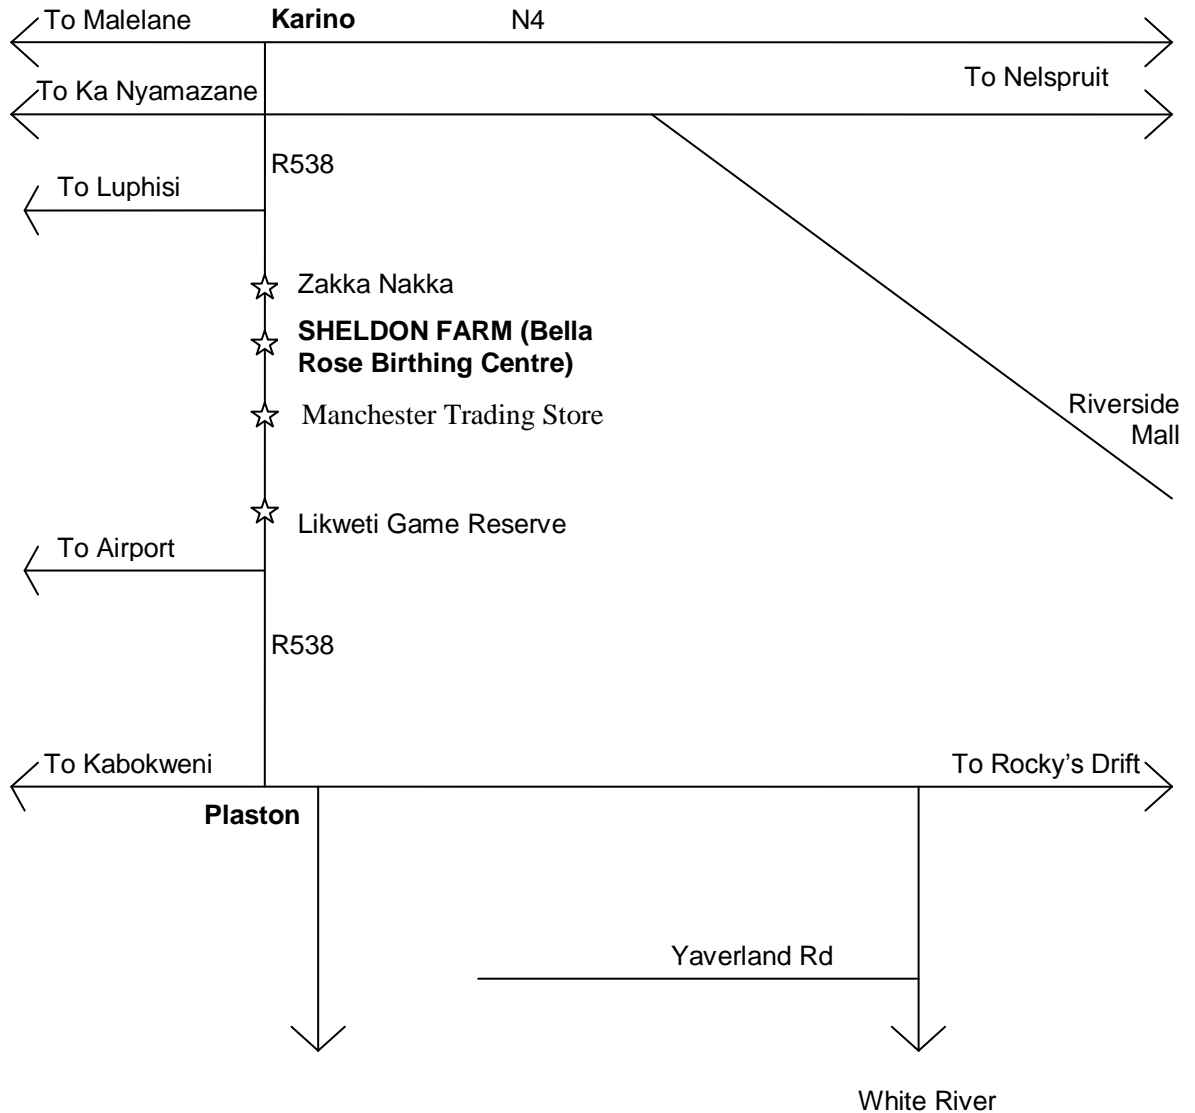 To Malelane
Karino
N4
To Ka Nyamazane
To Nelspruit
R538
To Luphisi
Zakka Nakka
SHELDON FARM (Bella
Rose Birthing Centre)
Manchester Trading Store
Riverside
Mall
Likweti Game Reserve
To Airport
R538
To Kabokweni
To Rocky's Drift
Plaston
Yaverland Rd
White River